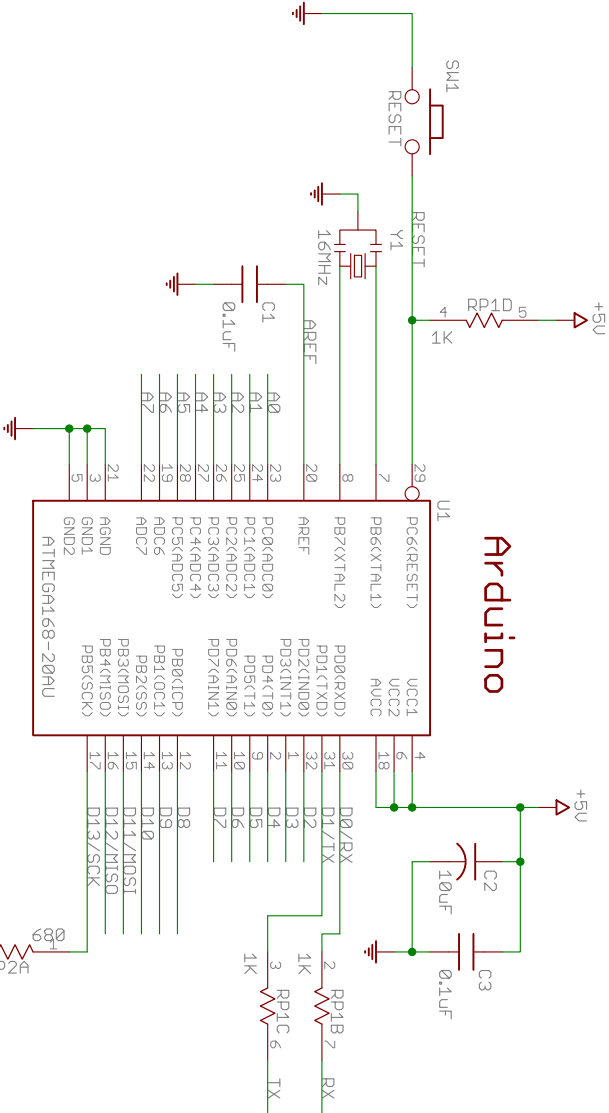 Arduino
+5V
RP1D
5
4
1K
SW1
RESET
RESET
Y1
16MHz
C1
0.1uF
AREF
U1
29
PC6(RESET)
7
PB6(XTAL1)
8
PB7(XTAL2)
20
AREF
A0
23
PC0(ADC0)
A1
24
PC1(ADC1)
A2
25
PC2(ADC2)
A3
26
PC3(ADC3)
A4
27
PC4(ADC4)
A5
28
PC5(ADC5)
A6
19
ADC6
A7
22
ADC7
21
AGND
3
GND1
5
GND2
ATMEGA168-20AU
VCC1
4
VCC2
6
AVCC
18
PD0(RXD)
30
D0/RX
PD1(TXD)
31
D1/TX
PD2(IND0)
32
D2
PD3(INT1)
1
D3
PD4(T0)
2
D4
PD5(T1)
9
D5
PD6(AIN0)
10
D6
PD7(AIN1)
11
D7
PB0(ICP)
12
D8
PB1(OC1)
13
D9
PB2(SS)
14
D10
PB3(MOSI)
15
D11/MOSI
PB4(MISO)
16
D12/MISO
PB5(SCK)
17
D13/SCK
+5V
C2
10uF
C3
0.1uF
RP1B
2
7
1K
RX
RP1C
3
6
1K
TX
680
1
P2A